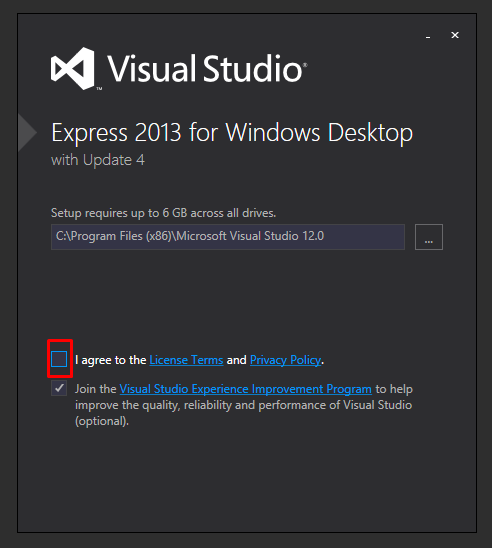 Visual Studio
Express 2013 for Windows Desktop
with Update 4
Setup requires up to 6 GB across all drives.
C:\Program Files (x86)\Microsoft Visual Studio 12.0
...
I agree to the License Terms and Privacy Policy.
Join the Visual Studio Experience Improvement Program to help
improve the quality, reliability and performance of Visual Studio
(optional).